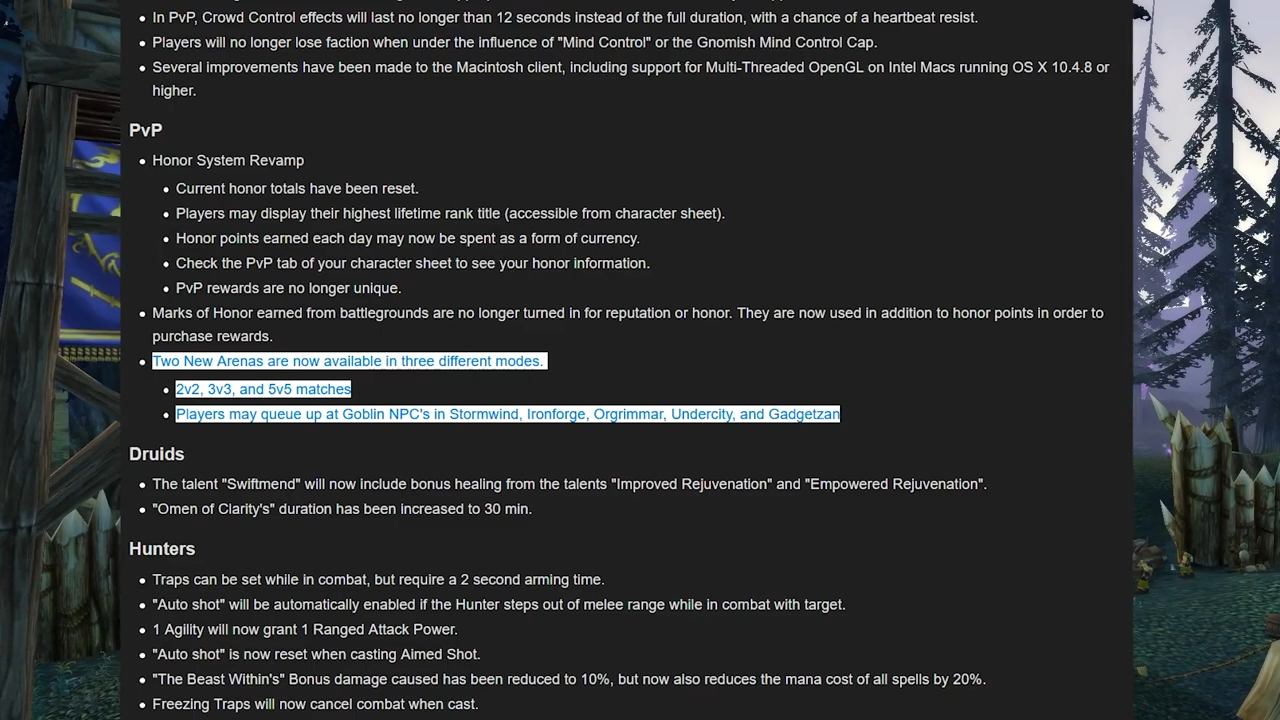 In PvP, Crowd Control effects will last no longer than 12 seconds instead of the full duration, with a chance of a heartbeat resist.
Players will no longer lose faction when under the influence of "Mind Control" or the Gnomish Mind Control Cap.
Several improvements have been made to the Macintosh client, including support for Multi-Threaded OpenGL on Intel Macs running OS X 10.4.8 or
higher.
PvP
Honor System Revamp
Current honor totals have been reset.
Players may display their highest lifetime rank title (accessible from character sheet).
Honor points earned each day may now be spent as a form of currency.
Check the PvP tab of your character sheet to see your honor information.
PvP rewards are no longer unique.
Marks of Honor earned from battlegrounds are no longer turned in for reputation or honor. They are now used in addition to honor points in order to
purchase rewards.
Two New Arenas are now available in three different modes.
2v2, 3v3, and 5v5 matches
Players may queue up at Goblin NPC's in Stormwind, Ironforge, Orgrimmar, Undercity, and Gadgetzan
Druids
The talent "Swiftmend" will now include bonus healing from the talents "Improved Rejuvenation" and "Empowered Rejuvenation".
"Omen of Clarity's" duration has been increased to 30 min.
Hunters
Traps can be set while in combat, but require a 2 second arming time.
"Auto shot" will be automatically enabled if the Hunter steps out of melee range while in combat with target.
1 Agility will now grant 1 Ranged Attack Power.
"Auto shot" is now reset when casting Aimed Shot.
"The Beast Within's" Bonus damage caused has been reduced to 10%, but now also reduces the mana cost of all spells by 20%.
Freezing Traps will now cancel combat when cast.